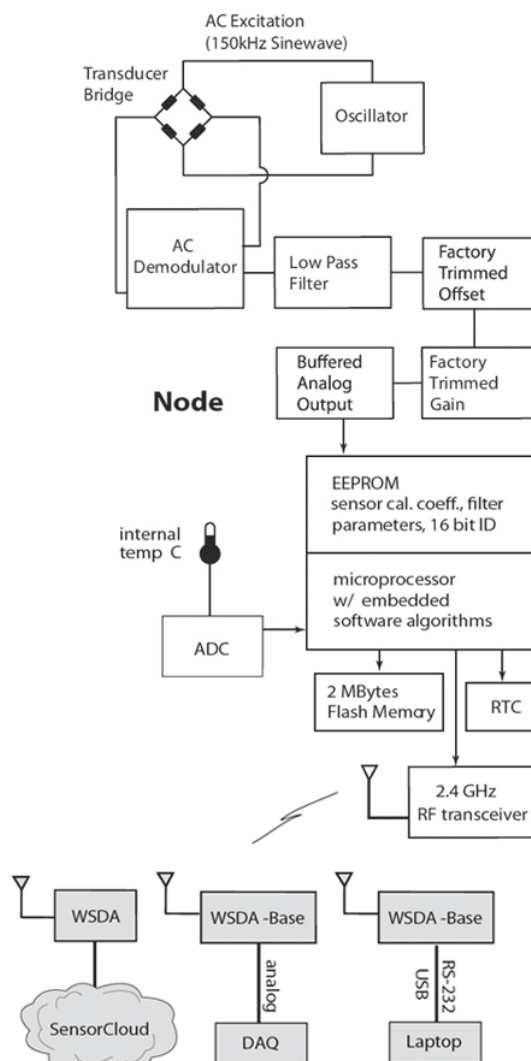 AC Excitation
(150kHz Sinewave)
Transducer
Bridge
Oscillator
AC
Demodulator
Low Pass
Filter
Factory
Trimmed
Offset
Buffered
Analog
Output
Factory
Trimmed
Gain
Node
EEPROM
sensor cal. coeff., filter
parameters, 16 bit ID
internal
temp C
microprocessor
w/ embedded
software algorithms
ADC
2 MBytes
Flash Memory
RTC
2.4 GHz
RF transceiver
WSDA
WSDA -Base
WSDA -Base
analog
RS-232
USB
SensorCloud
DAQ
Laptop